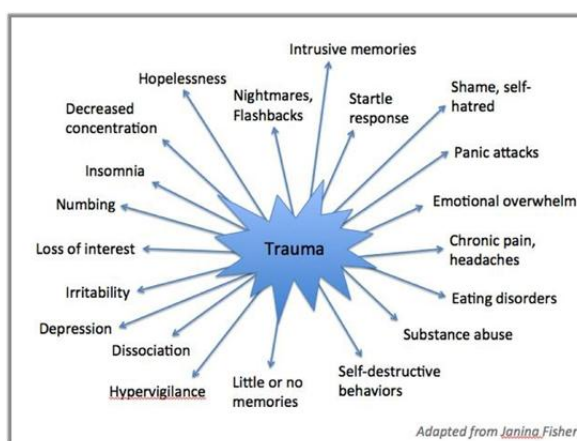 Intrusive memories
Hopelessness
Nightmares,
Flashbacks
Startle
response
Shame, self-
hatred
Decreased
concentration
Panic attacks
Insomnia
Numbing
Emotional overwhelm
Trauma
Loss of interest
Chronic pain,
headaches
Irritability
Eating disorders
Depression
Substance abuse
Dissociation
Self-destructive
behaviors
Hypervigilance
Little or no
memories
Adapted from Janina Fisher